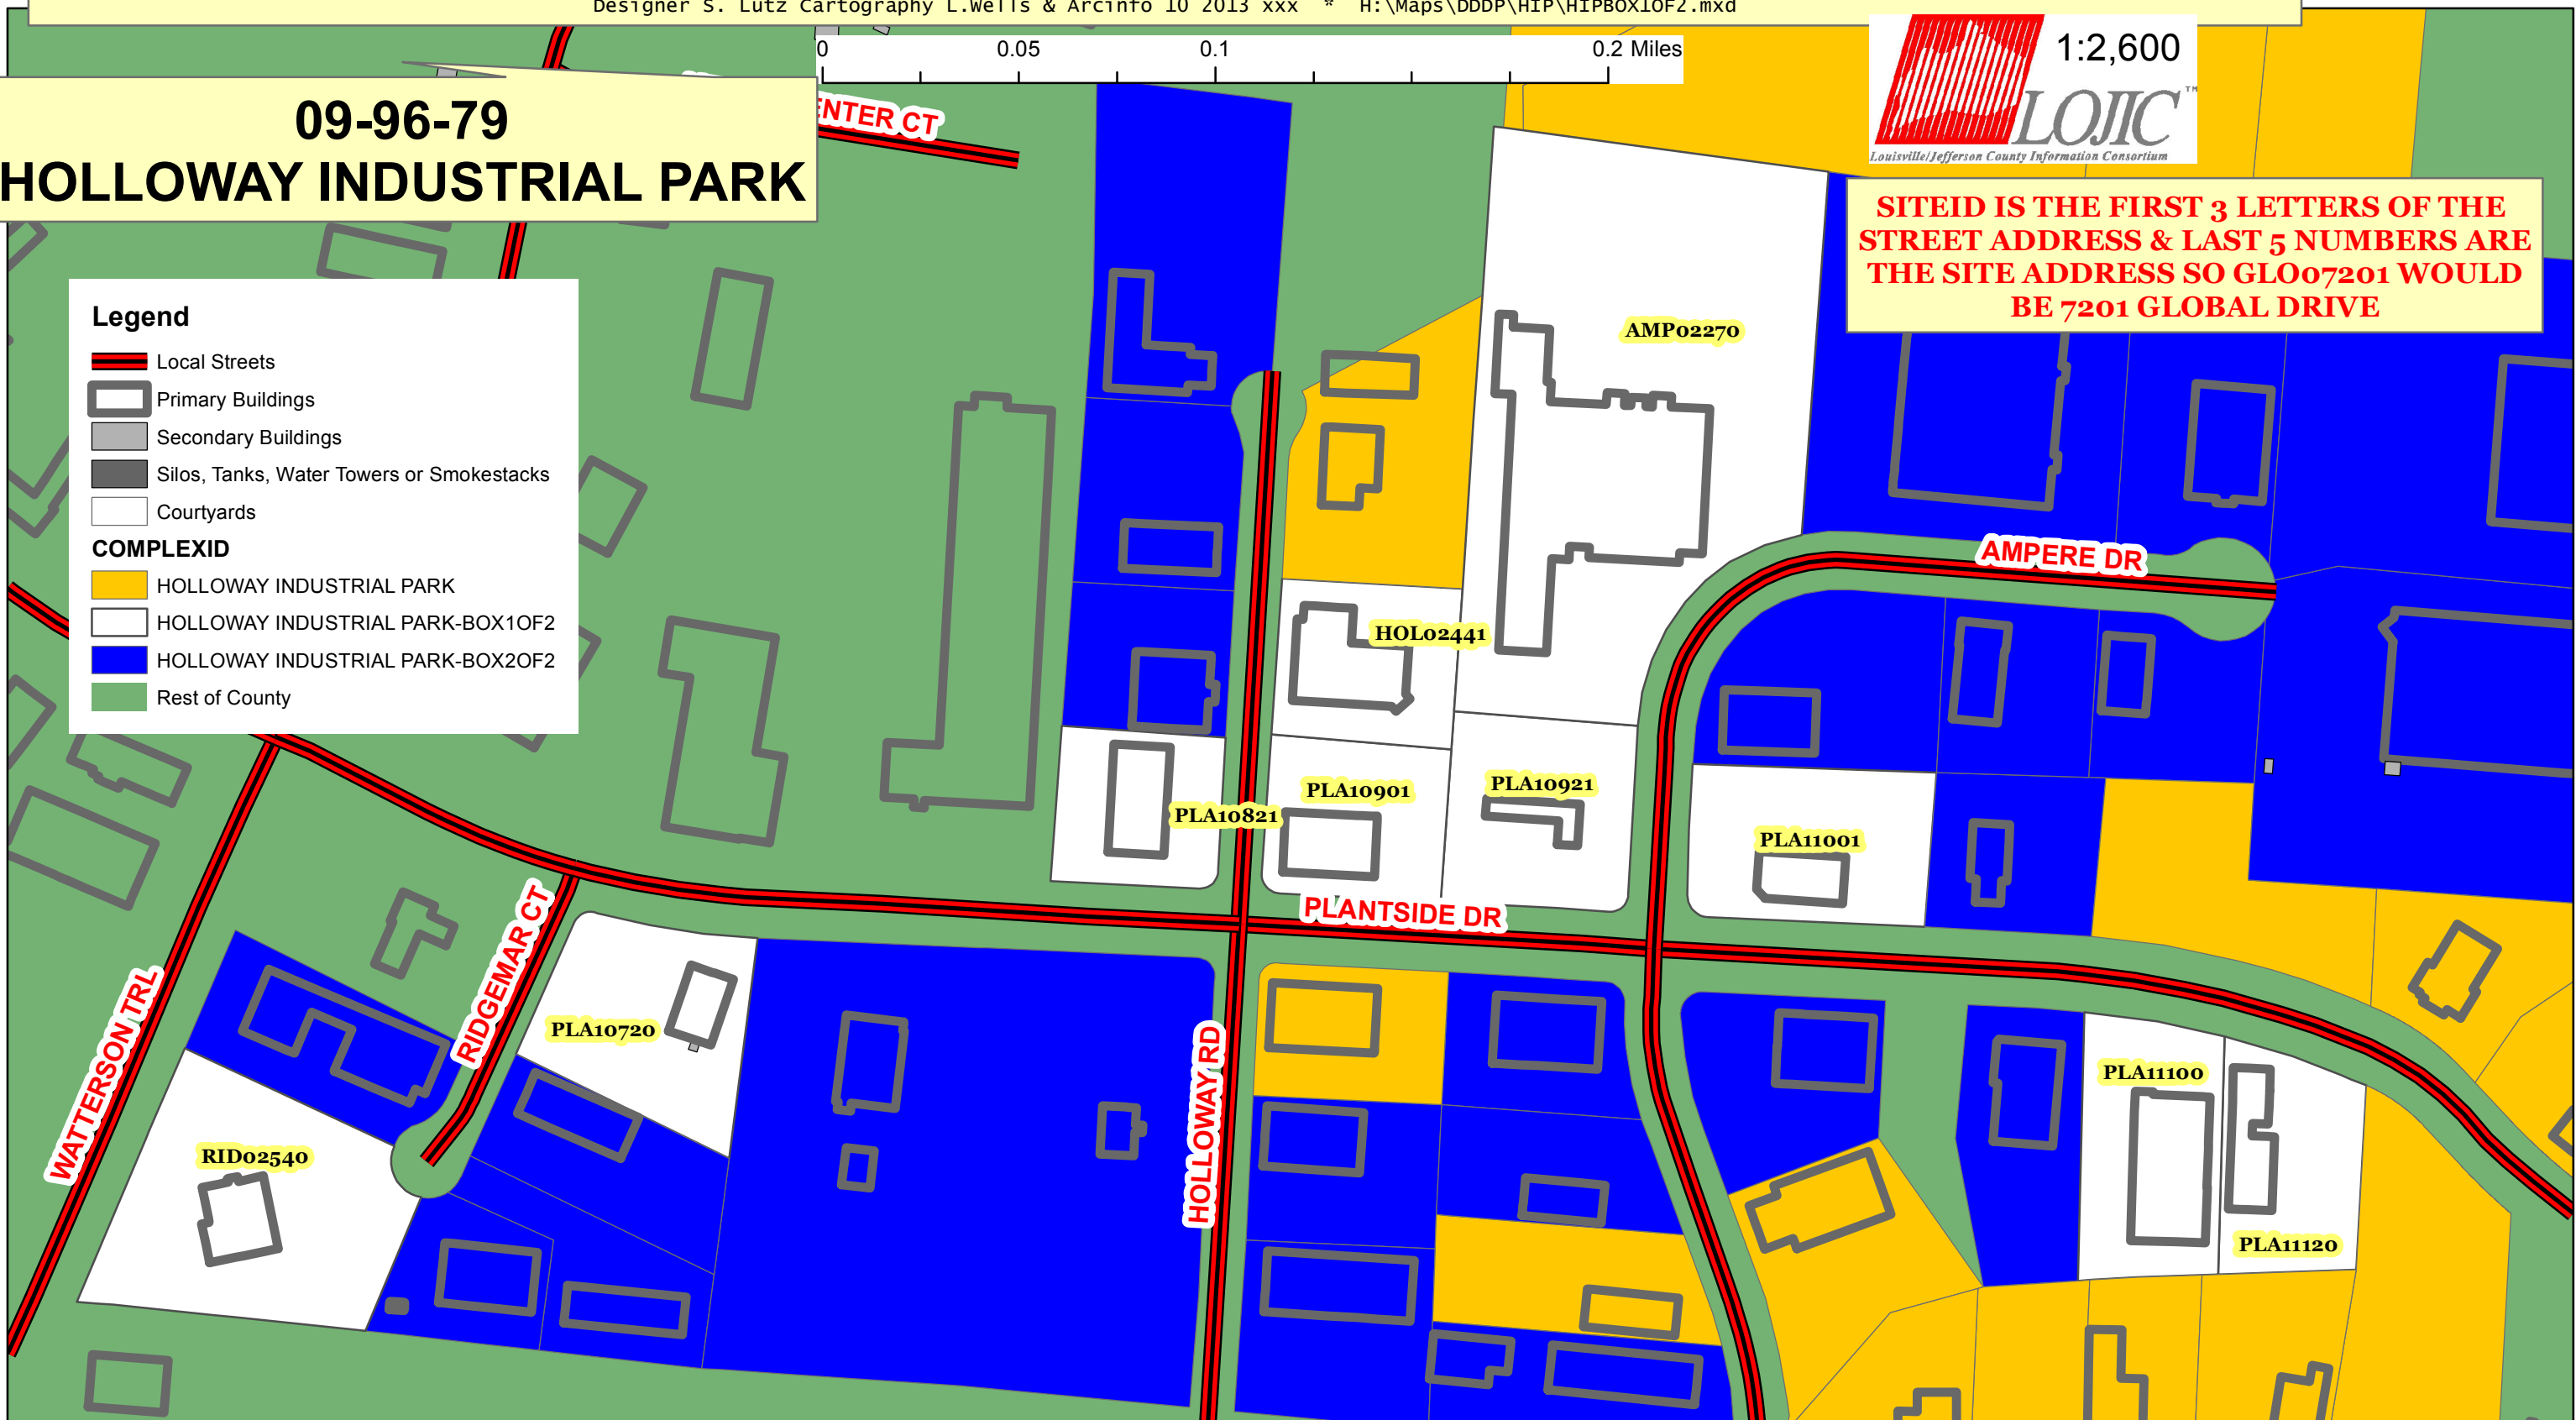 Designer S. Lutz Cartography L.Wells & Arcinfo 10 2013 xxx * H:\Maps\DDDP\HIP\HIPBOX1OF2.mxd
0 0.05 0.1 0.2 Miles
1:2,600
LOJIC™
Louisville/Jefferson County Information Consortium
09-96-79
HOLLOWAY INDUSTRIAL PARK
CT
SITEID IS THE FIRST 3 LETTERS OF THE
STREET ADDRESS & LAST 5 NUMBERS ARE
THE SITE ADDRESS SO GLO07201 WOULD
BE 7201 GLOBAL DRIVE
Legend
Local Streets
Primary Buildings
Secondary Buildings
Silos, Tanks, Water Towers or Smokestacks
Courtyards
COMPLEXID
HOLLOWAY INDUSTRIAL PARK
HOLLOWAY INDUSTRIAL PARK-BOX1OF2
HOLLOWAY INDUSTRIAL PARK-BOX2OF2
Rest of County
AMP02270
AMPERE DR
HOL02441
PLA10821
PLA10901
PLA10921
PLA11001
PLANTSIDE DR
RIDGEMAR CT
WATTERSON TRL
PLA10720
HOLLOWAY RD
RID02540
PLA11100
PLA11120